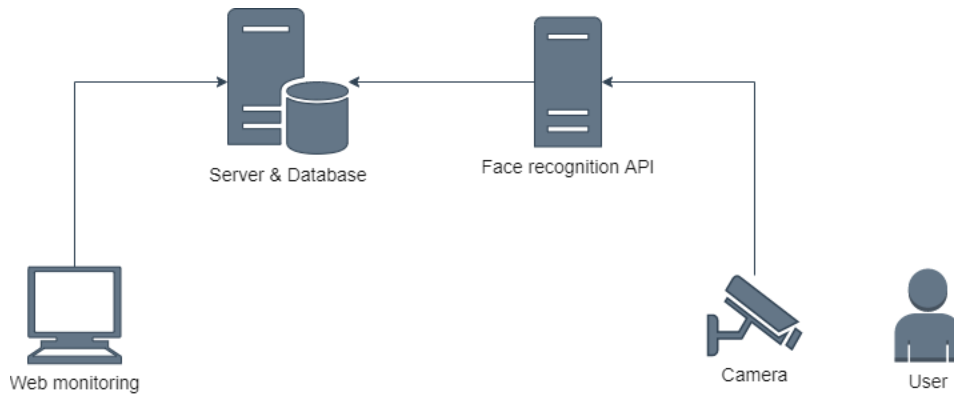 Server & Database
Face recognition API
Web monitoring
Camera
User